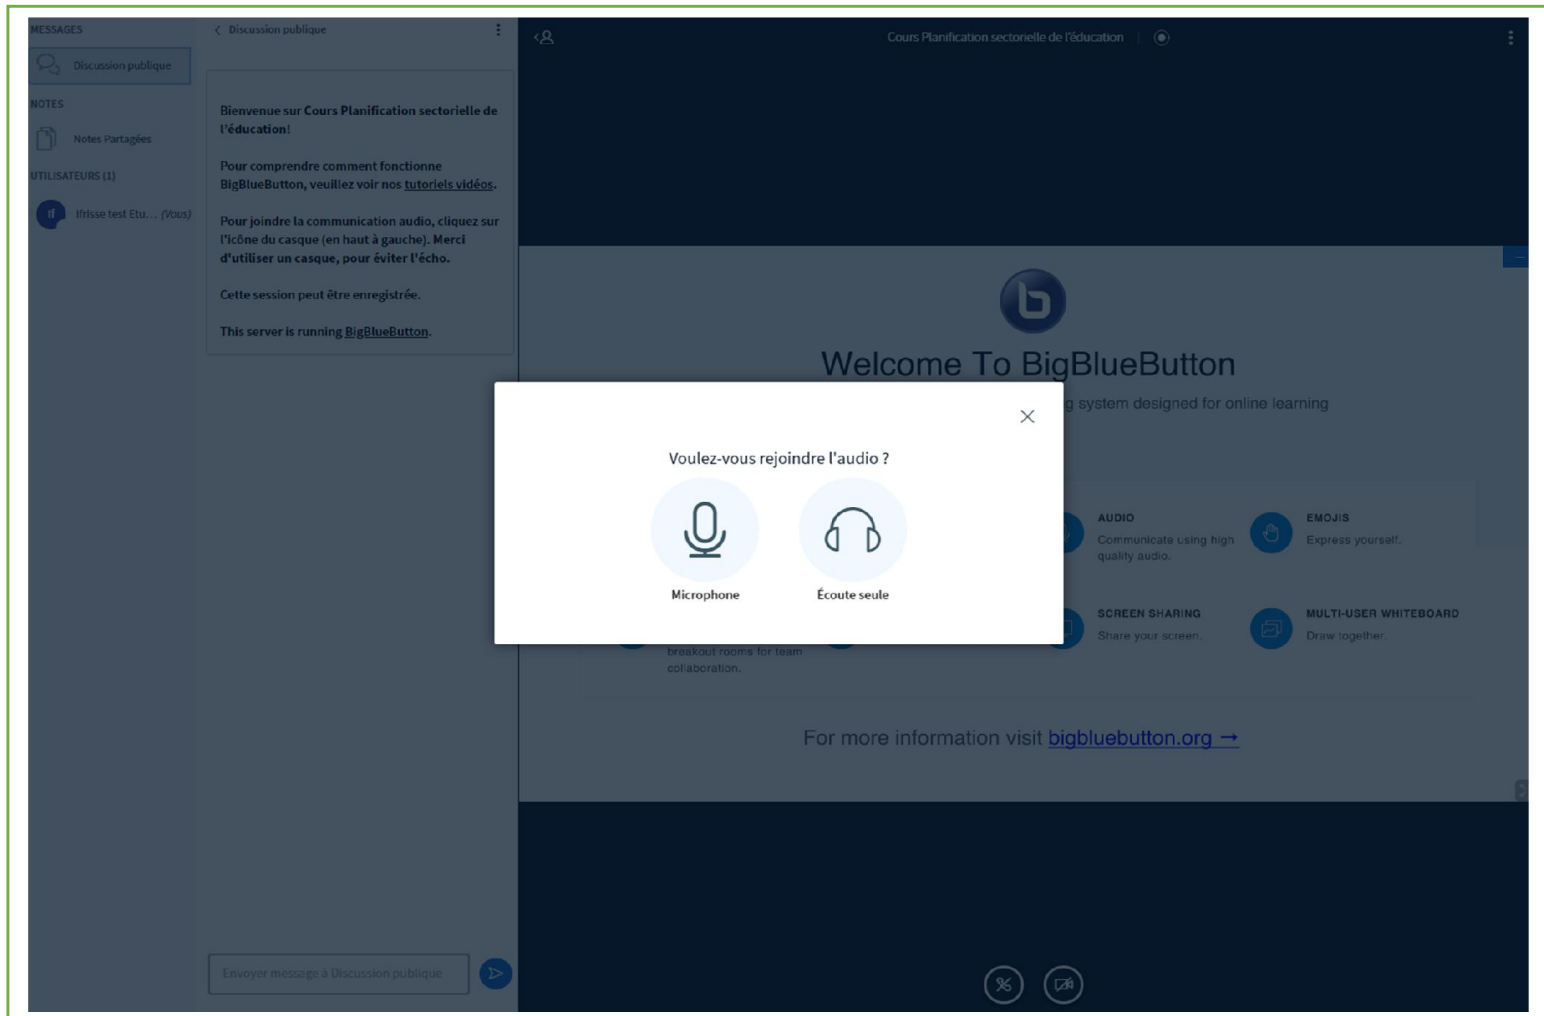 MESSAGES
Discussion publique
NOTES
Notes Partagées
UTILISATEURS (1)
If
Ifrisse test Etu... (Vous)
Discussion publique
Bienvenue sur Cours Planification sectorielle de
l'éducation!
Pour comprendre comment fonctionne
BigBlueButton, veuillez voir nos tutoriels vidéos.
Pour joindre la communication audio, cliquez sur
l'icône du casque (en haut à gauche). Merci
d'utiliser un casque, pour éviter l'écho.
Cette session peut être enregistrée.
This server is running BigBlueButton.
Envoyer message à Discussion publique
Cours Planification sectorielle de l'éducation
b
Welcome To BigBlueButton
g system designed for online learning
Voulez-vous rejoindre l'audio ?
Microphone
Écoute seule
AUDIO
Communicate using high
quality audio.
EMOJIS
Express yourself.
SCREEN SHARING
Share your screen.
MULTI-USER WHITEBOARD
Draw together.
breakout rooms for team
collaboration.
For more information visit bigbluebutton.org →